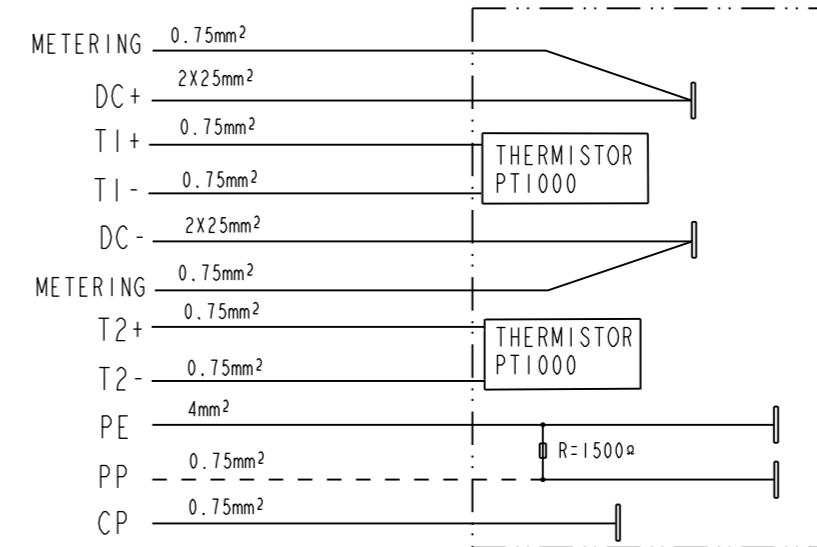 METERING 0.75mm²
DC+ 2X25mm²
T1+ 0.75mm²
THERMISTOR
PT1000
T1- 0.75mm²
DC- 2X25mm²
METERING 0.75mm²
T2+ 0.75mm²
THERMISTOR
PT1000
T2- 0.75mm²
PE 4mm²
R=1500Ω
PP 0.75mm²
CP 0.75mm²